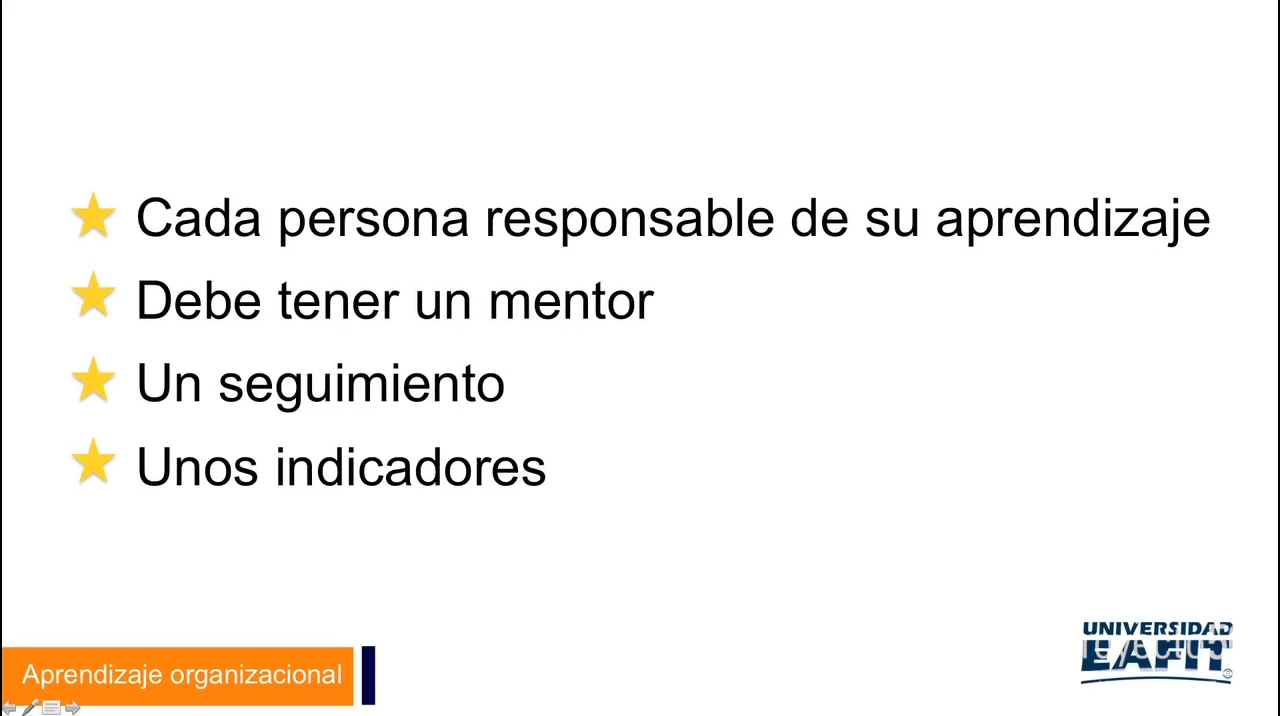 Cada persona responsable de su aprendizaje
Debe tener un mentor
Un seguimiento
Unos indicadores
UNIVERSIDAD
EAFIT
Aprendizaje organizacional